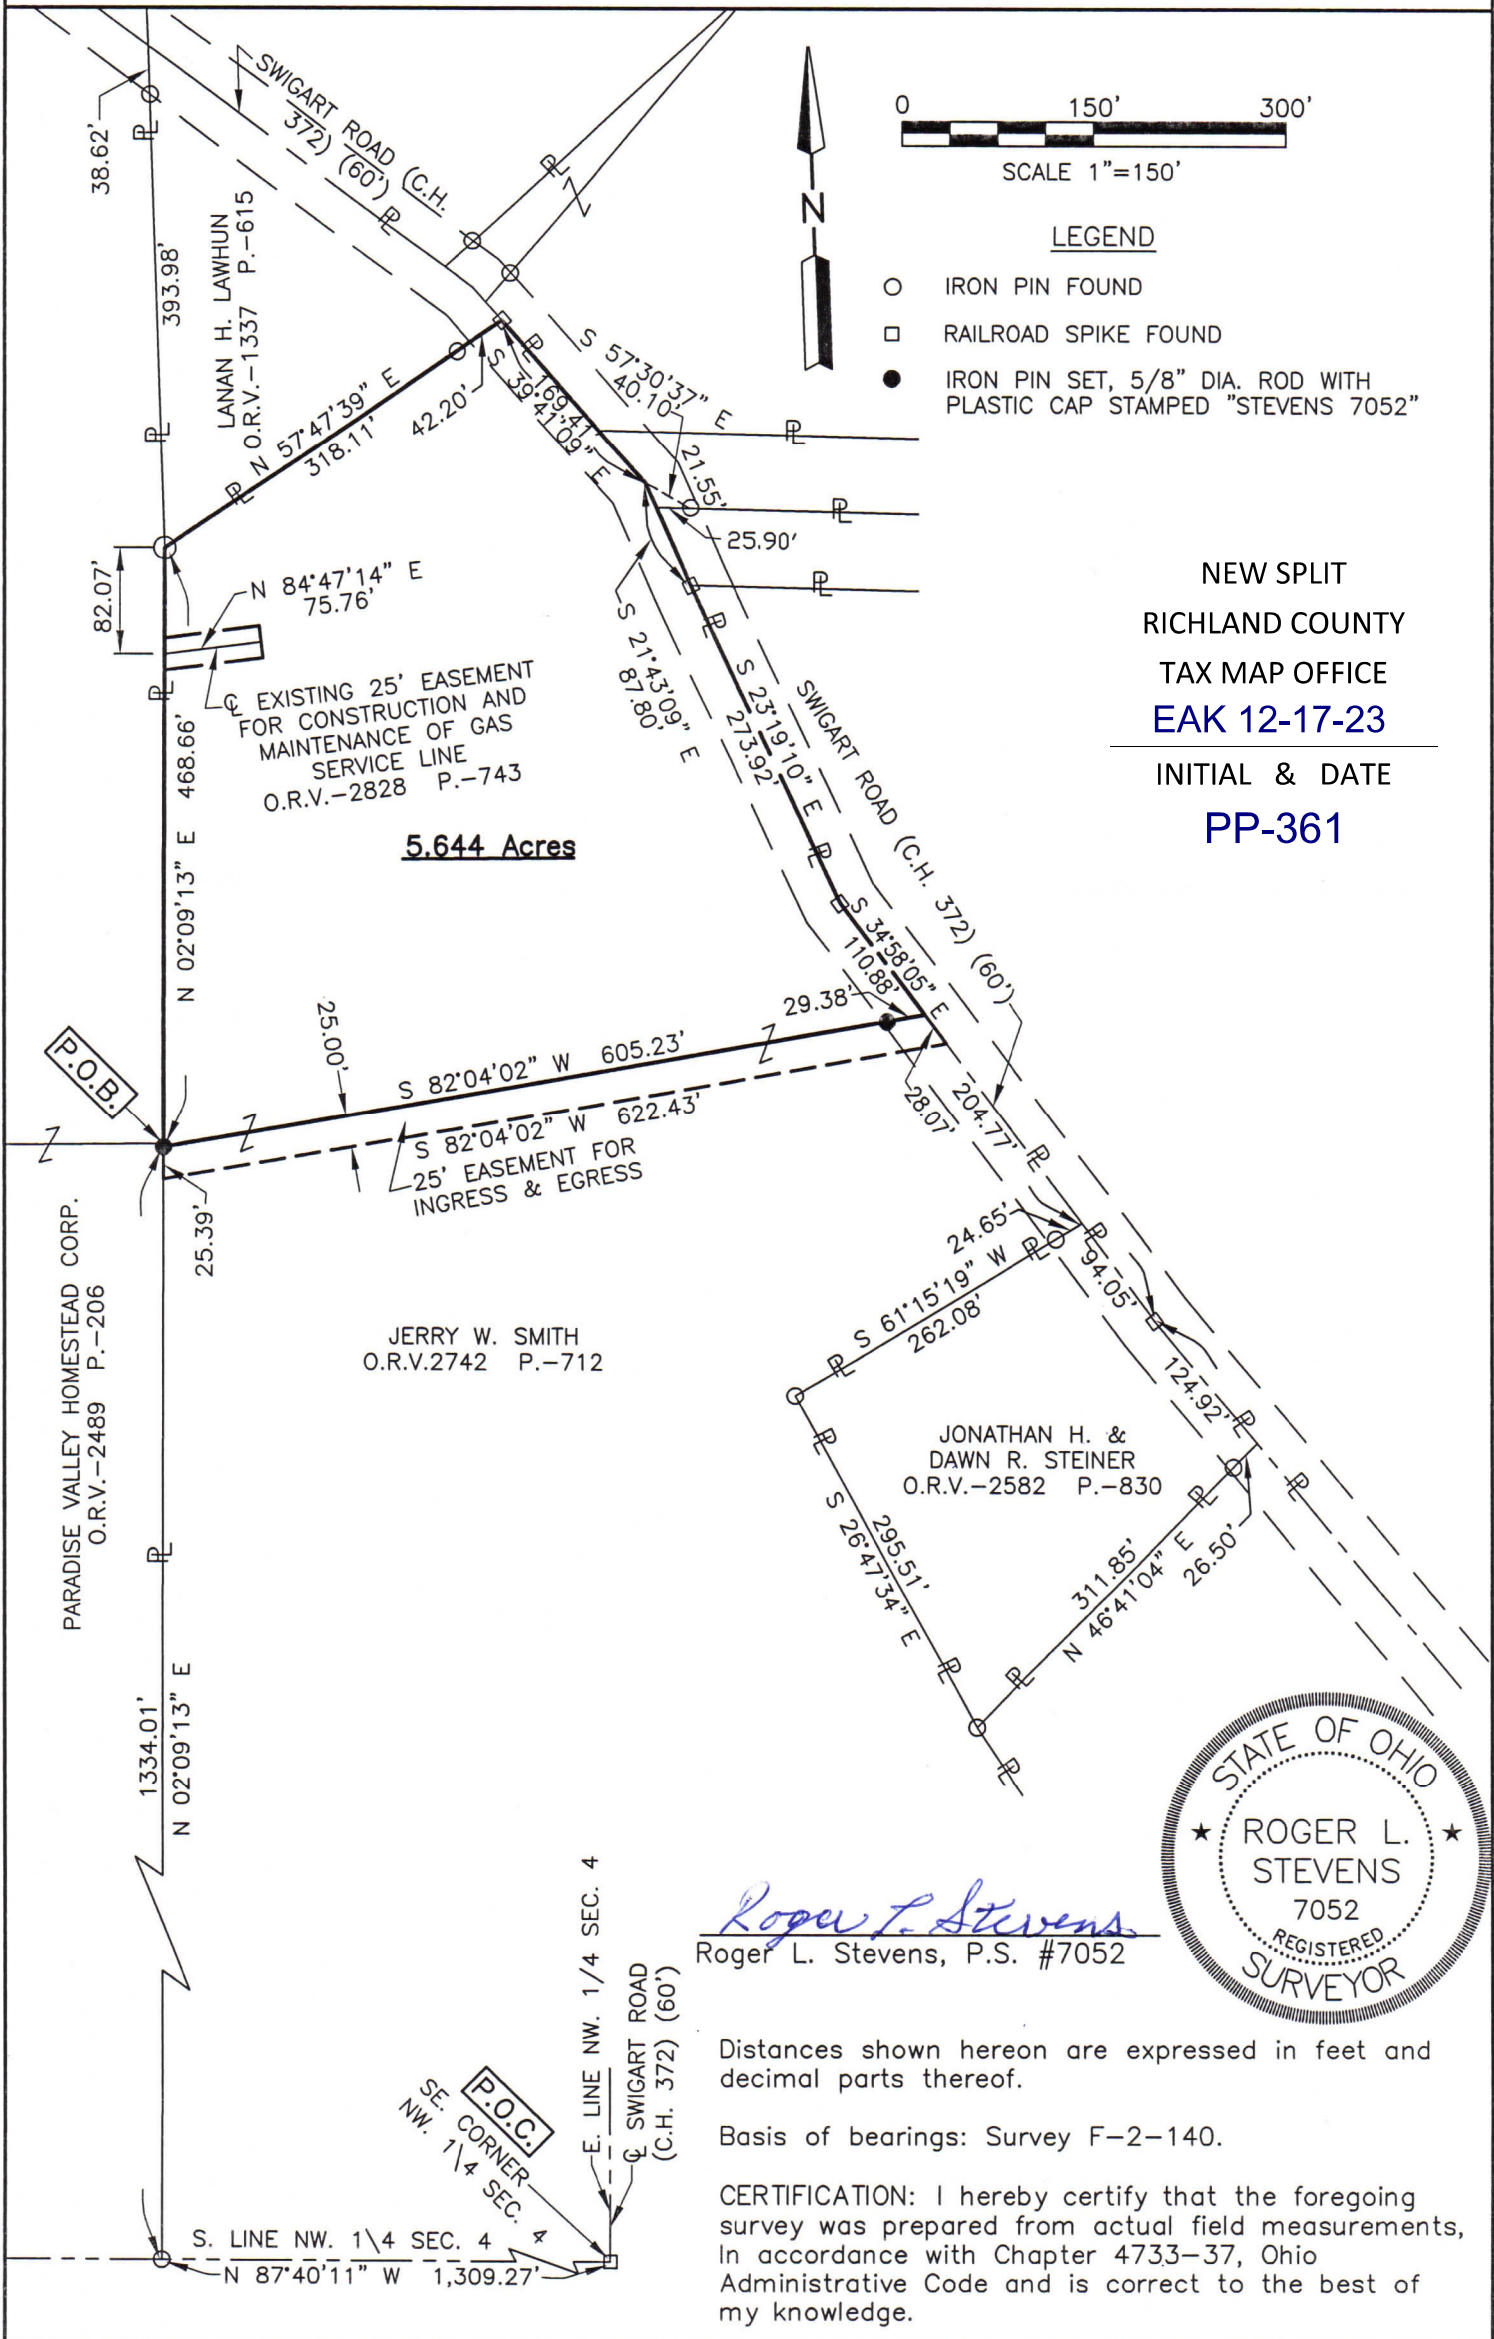 38.62'
SWIGART ROAD (C.H.
372) (60')
0 150' 300'
SCALE 1"=150'
N
LEGEND
IRON PIN FOUND
RAILROAD SPIKE FOUND
IRON PIN SET, 5/8" DIA. ROD WITH
PLASTIC CAP STAMPED "STEVENS 7052"
393.98'
LANAN H. LAWHUN
O.R.V.-1337 P.-615
N 57°47'39" E
318.11'
42.20'
169.41'
S 39°41'09" E
S 57°30'37" E
40.10'
21.55'
25.90'
82.07'
N 84°47'14" E
75.76'
℄ EXISTING 25' EASEMENT
FOR CONSTRUCTION AND
MAINTENANCE OF GAS
SERVICE LINE
O.R.V.-2828 P.-743
S 21°43'09" E
87.80'
S 23°19'10" E
273.92'
SWIGART ROAD (C.H. 372) (60')
NEW SPLIT
RICHLAND COUNTY
TAX MAP OFFICE
EAK 12-17-23
INITIAL & DATE
PP-361
N 02°09'13" E 468.66'
5.644 Acres
S 34°58'05" E
110.88'
29.38'
P.O.B.
25.00'
S 82°04'02" W 605.23'
S 82°04'02" W 622.43'
25' EASEMENT FOR
INGRESS & EGRESS
28.07'
204.77'
25.39'
PARADISE VALLEY HOMESTEAD CORP.
O.R.V.-2489 P.-206
JERRY W. SMITH
O.R.V.2742 P.-712
24.65'
S 61°15'19" W
262.08'
94.05'
124.92'
JONATHAN H. &
DAWN R. STEINER
O.R.V.-2582 P.-830
295.51'
S 26°47'34" E
311.85'
N 46°41'04" E
26.50'
1334.01'
N 02°09'13" E
STATE OF OHIO
ROGER L.
STEVENS
7052
REGISTERED
SURVEYOR
Roger L. Stevens
Roger L. Stevens, P.S. #7052
E. LINE NW. 1/4 SEC. 4
℄ SWIGART ROAD
(C.H. 372) (60')
P.O.C.
SE. CORNER
NW. 1\4 SEC. 4
S. LINE NW. 1\4 SEC. 4
N 87°40'11" W 1,309.27'
Distances shown hereon are expressed in feet and
decimal parts thereof.
Basis of bearings: Survey F-2-140.
CERTIFICATION: I hereby certify that the foregoing
survey was prepared from actual field measurements,
In accordance with Chapter 4733-37, Ohio
Administrative Code and is correct to the best of
my knowledge.